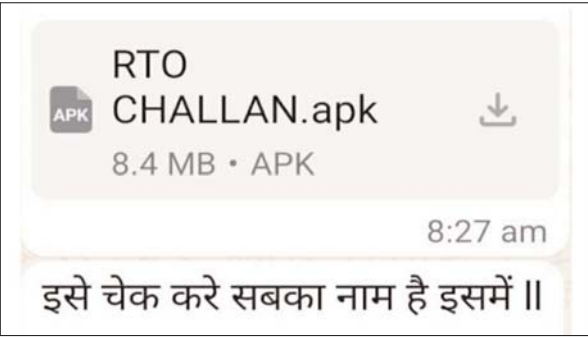 RTO
APK CHALLAN.apk
8.4 MB • APK
8:27 am
इसे चेक करे सबका नाम है इसमें ll